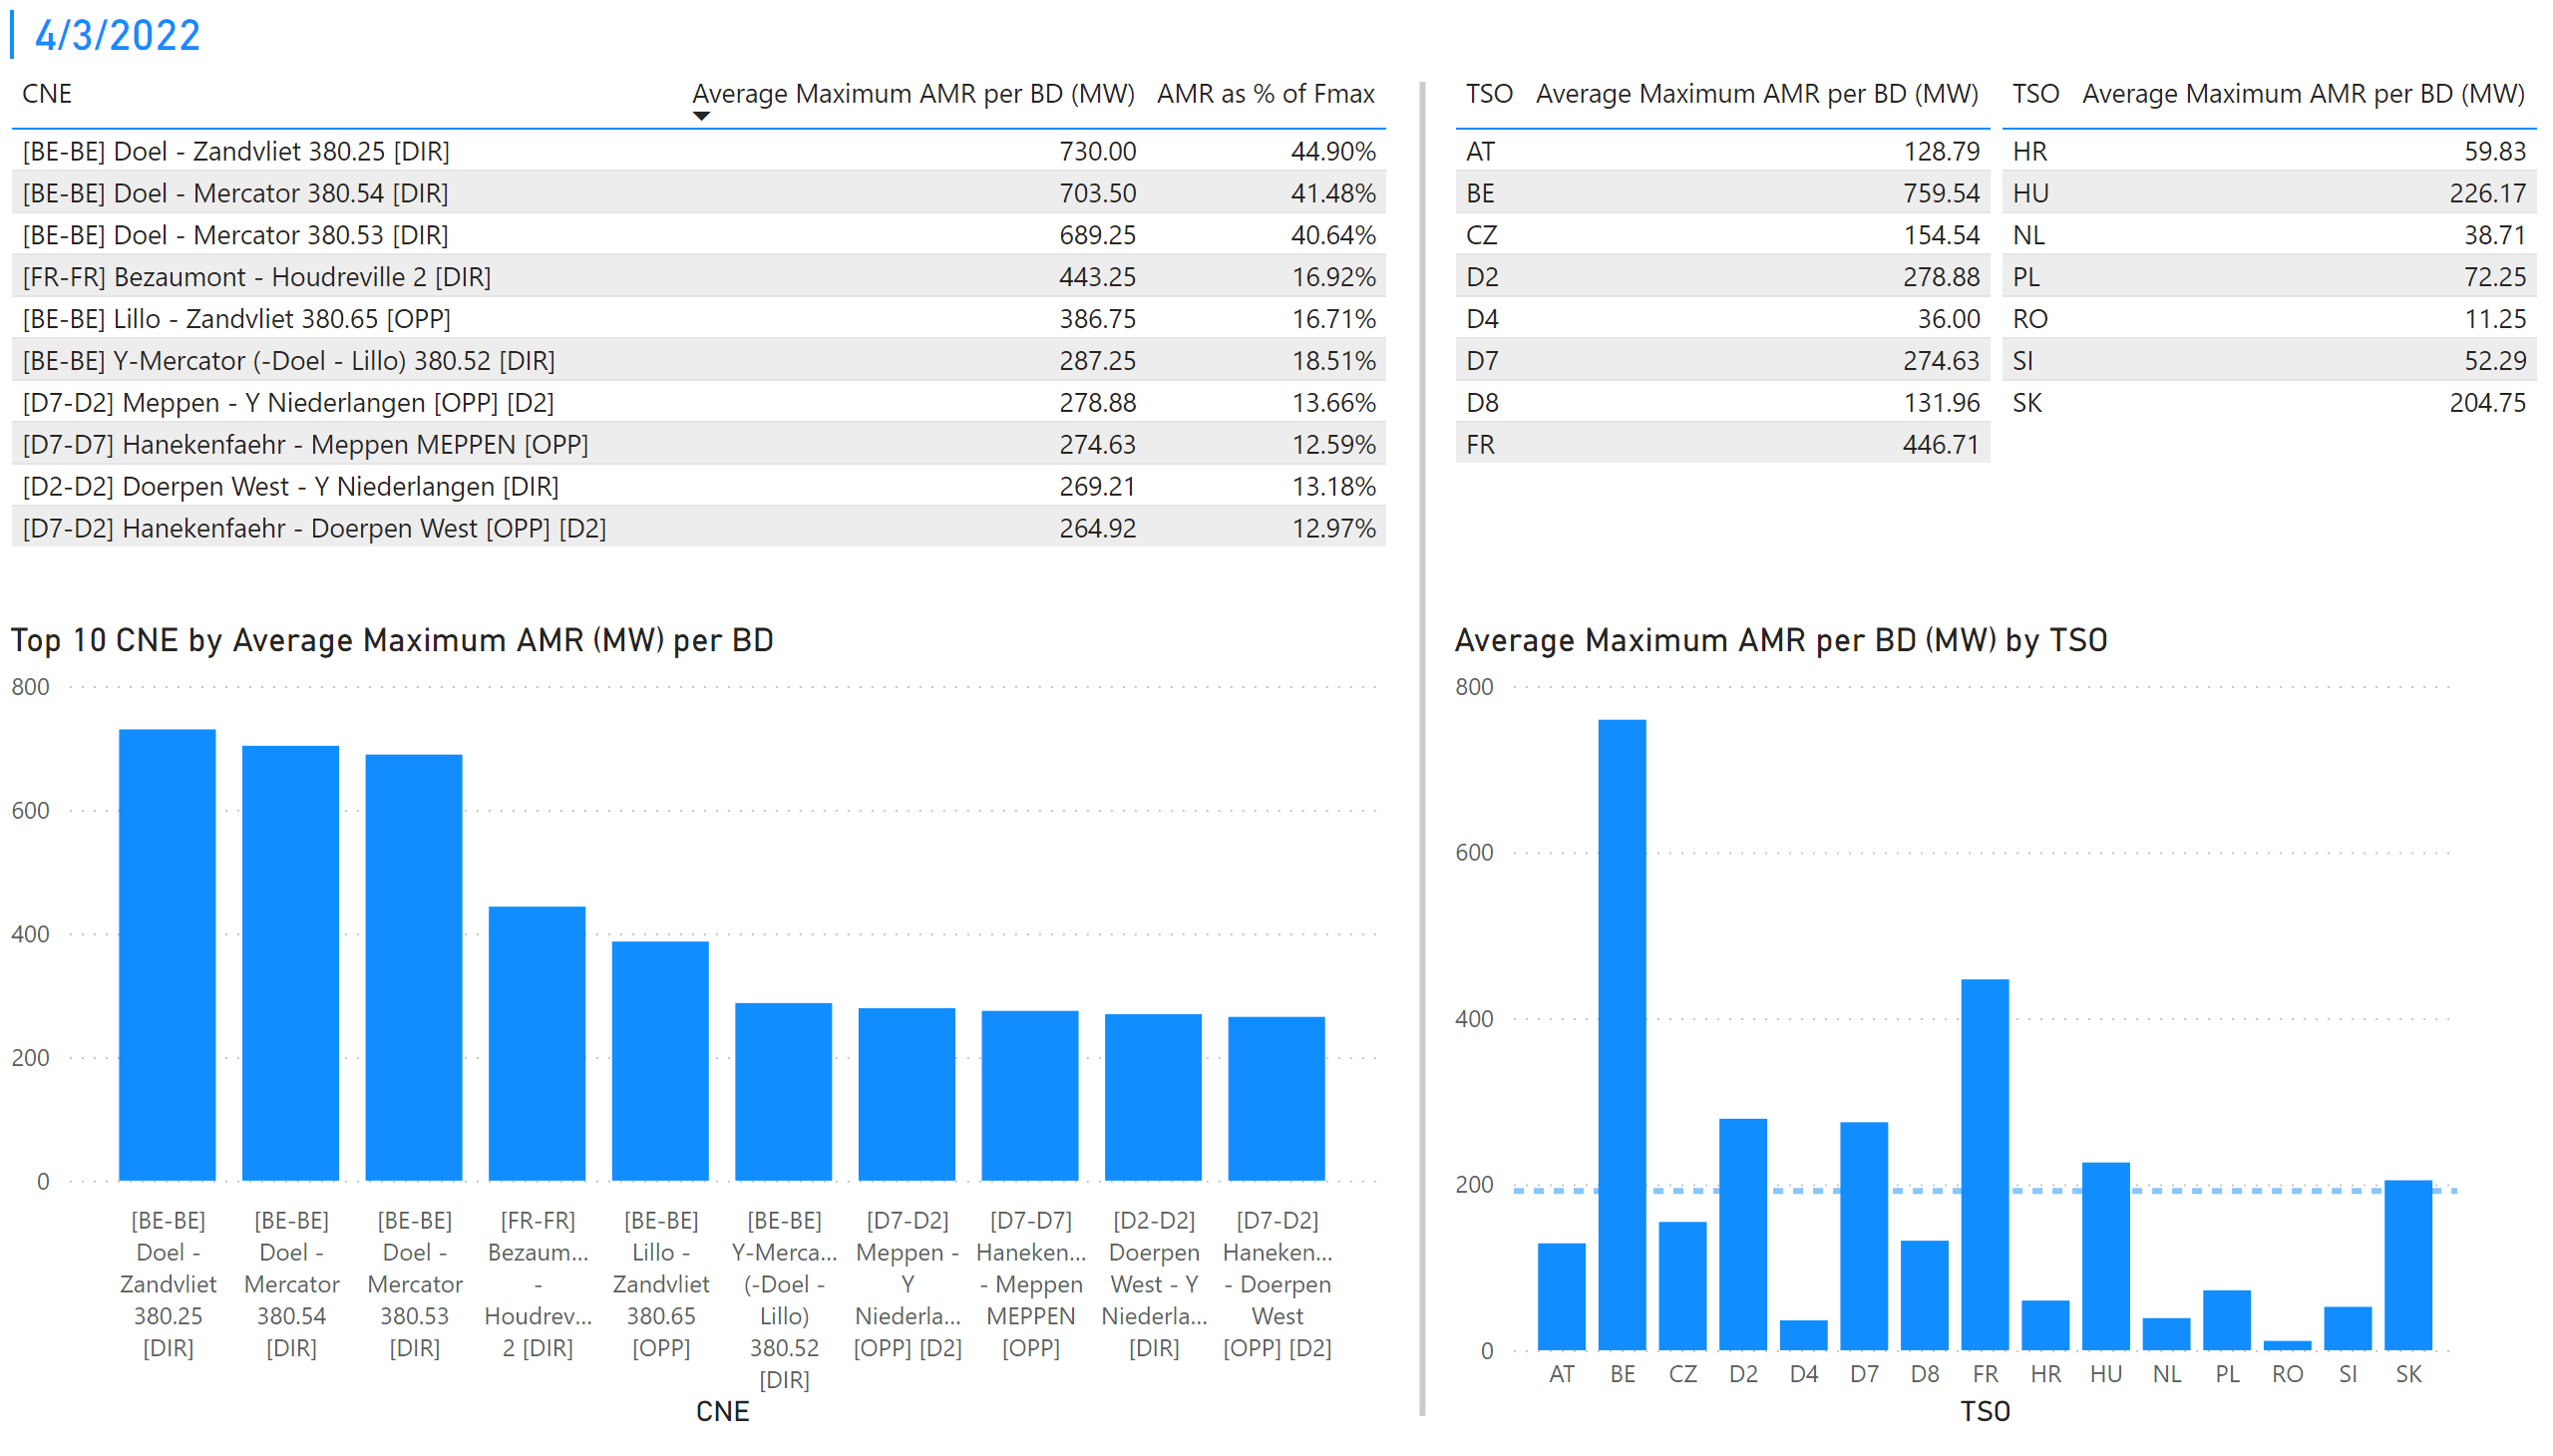 4/3/2022
CNE Average Maximum AMR per BD (MW) AMR as % of Fmax
[BE-BE] Doel - Zandvliet 380.25 [DIR] 730.00 44.90%
[BE-BE] Doel - Mercator 380.54 [DIR] 703.50 41.48%
[BE-BE] Doel - Mercator 380.53 [DIR] 689.25 40.64%
[FR-FR] Bezaumont - Houdreville 2 [DIR] 443.25 16.92%
[BE-BE] Lillo - Zandvliet 380.65 [OPP] 386.75 16.71%
[BE-BE] Y-Mercator (-Doel - Lillo) 380.52 [DIR] 287.25 18.51%
[D7-D2] Meppen - Y Niederlangen [OPP] [D2] 278.88 13.66%
[D7-D7] Hanekenfaehr - Meppen MEPPEN [OPP] 274.63 12.59%
[D2-D2] Doerpen West - Y Niederlangen [DIR] 269.21 13.18%
[D7-D2] Hanekenfaehr - Doerpen West [OPP] [D2] 264.92 12.97%
TSO Average Maximum AMR per BD (MW)
AT 128.79
BE 759.54
CZ 154.54
D2 278.88
D4 36.00
D7 274.63
D8 131.96
FR 446.71
TSO Average Maximum AMR per BD (MW)
HR 59.83
HU 226.17
NL 38.71
PL 72.25
RO 11.25
SI 52.29
SK 204.75
Top 10 CNE by Average Maximum AMR (MW) per BD
800
600
400
200
0
[BE-BE]
Doel -
Zandvliet
380.25
[DIR]
[BE-BE]
Doel -
Mercator
380.54
[DIR]
[BE-BE]
Doel -
Mercator
380.53
[DIR]
[FR-FR]
Bezaum...
-
Houdrev...
2 [DIR]
[BE-BE]
Lillo -
Zandvliet
380.65
[OPP]
[BE-BE]
Y-Merca...
(-Doel -
Lillo)
380.52
[DIR]
[D7-D2]
Meppen -
Y
Niederla...
[OPP] [D2]
[D7-D7]
Haneken...
- Meppen
MEPPEN
[OPP]
[D2-D2]
Doerpen
West - Y
Niederla...
[DIR]
[D7-D2]
Haneken...
- Doerpen
West
[OPP] [D2]
CNE
Average Maximum AMR per BD (MW) by TSO
800
600
400
200
0
AT BE CZ D2 D4 D7 D8 FR HR HU NL PL RO SI SK
TSO